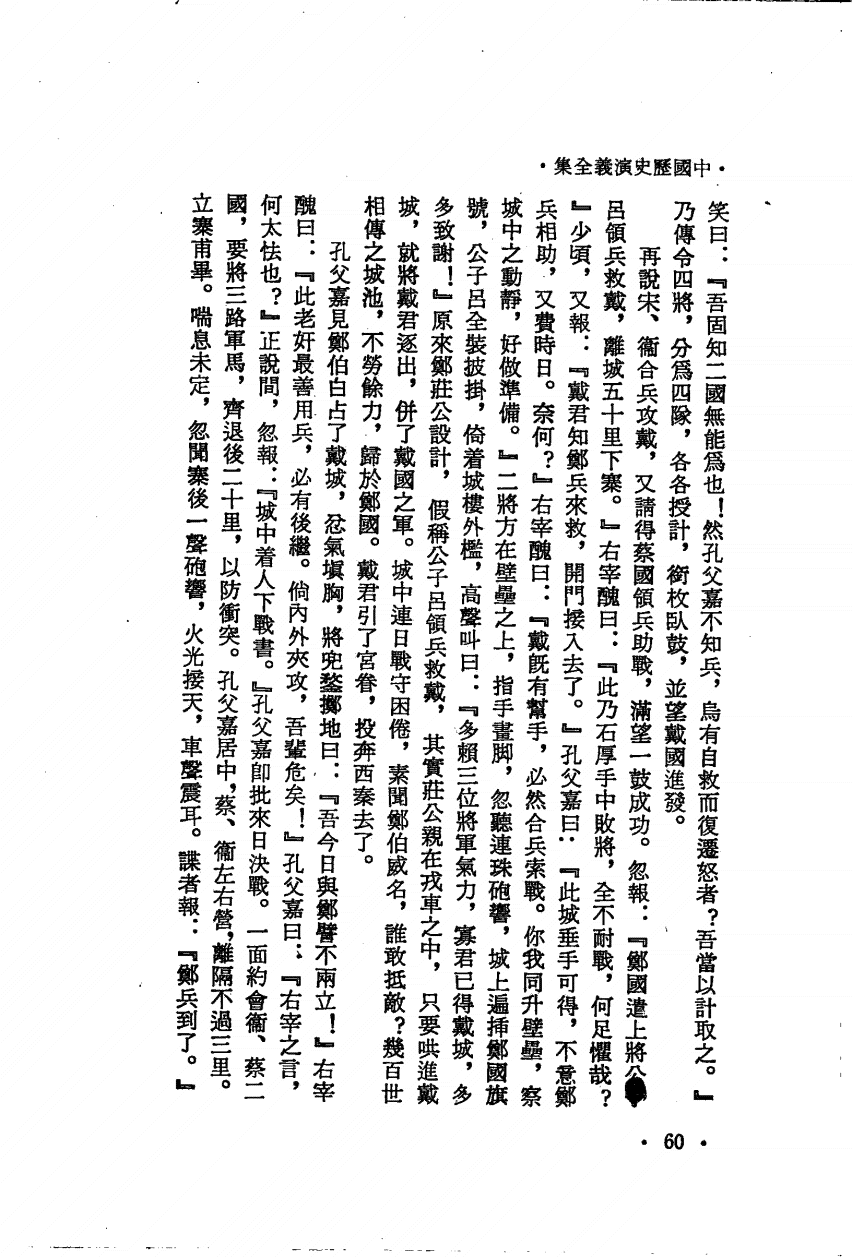 ·中國歷史演義全集·
笑曰：『吾固知二國無能爲也！然孔父嘉不知兵，烏有自救而復遷怒者？吾當以計取之。』
乃傳令四將，分爲四隊，各各授計，銜枚臥鼓，並望戴國進發。
再說宋、衞合兵攻戴，又請得蔡國領兵助戰，滿望一鼓成功。忽報：『鄭國遣上將公
呂領兵救戴，離城五十里下寨。』右宰醜曰：『此乃石厚手中敗將，全不耐戰，何足懼哉？
』少頃，又報：『戴君知鄭兵來救，開門接入去了。』孔父嘉曰：『此城垂手可得，不意鄭
兵相助，又費時日。奈何？』右宰醜曰：『戴旣有幫手，必然合兵索戰。你我同升壁壘，察
城中之動靜，好做準備。』二將方在壁壘之上，指手畫脚，忽聽連珠砲響，城上遍揷鄭國旗
號，公子呂全裝披掛，倚着城樓外檻，高聲叫曰：『多賴三位將軍氣力，寡君已得戴城，多
多致謝！』原來鄭莊公設計，假稱公子呂領兵救戴，其實莊公親在戎車之中，只要哄進戴
城，就將戴君逐出，併了戴國之軍。城中連日戰守困倦，素聞鄭伯威名，誰敢抵敵？幾百世
相傳之城池，不勞餘力，歸於鄭國。戴君引了宮眷，投奔西秦去了。
孔父嘉見鄭伯白占了戴城，忿氣塡胸，將兜鍪擲地曰：『吾今日與鄭誓不兩立！』右宰
醜曰：『此老奸最善用兵，必有後繼。倘內外夾攻，吾輩危矣！』孔父嘉曰：『右宰之言，
何太怯也？』正說間，忽報：『城中着人下戰書。』孔父嘉卽批來日決戰。一面約會衞、蔡二
國，要將三路軍馬，齊退後二十里，以防衝突。孔父嘉居中，蔡、衞左右營，離隔不過三里。
立寨甫畢。喘息未定，忽聞寨後一聲砲響，火光接天，車聲震耳。諜者報：『鄭兵到了。』
· 60 ·